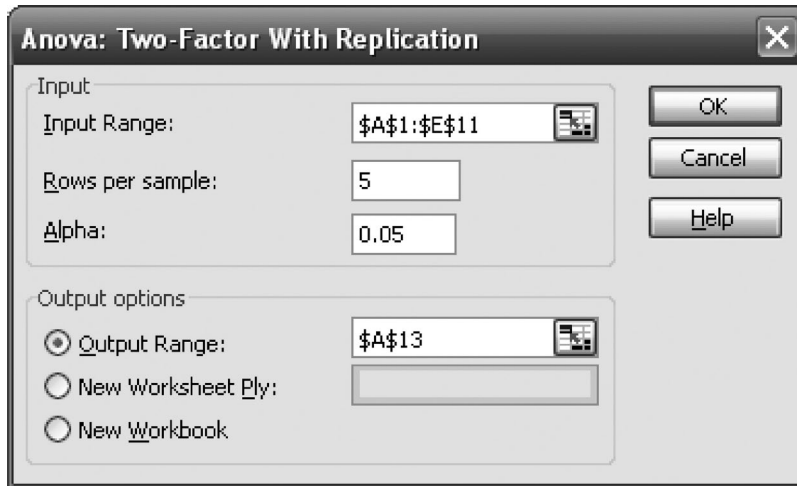 Anova: Two-Factor With Replication
Input
Input Range: $A$1:$E$11
Rows per sample: 5
Alpha: 0.05
OK
Cancel
Help
Output options
Output Range: $A$13
New Worksheet Ply:
New Workbook